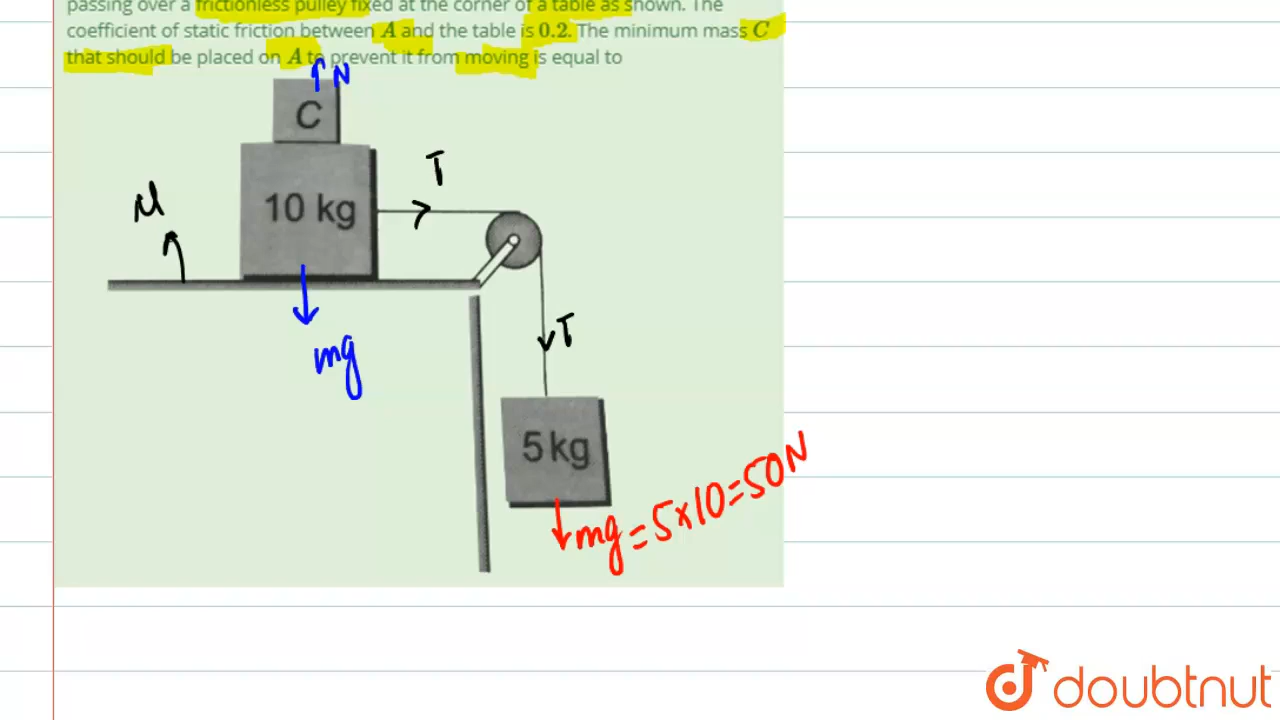 passing over a frictionless pulley fixed at the corner of a table as shown. The
coefficient of static friction between A and the table is 0.2. The minimum mass C
that should be placed on A to prevent it from moving is equal to
N
C
T
μ
10 kg
T
mg
5 kg
mg = 5×10 = 50N
doubtnut